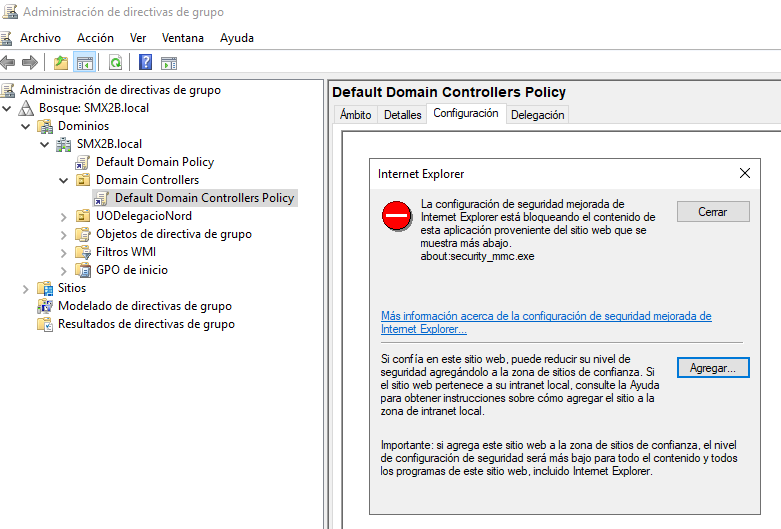 Administración de directivas de grupo
Archivo Acción Ver Ventana Ayuda
Administración de directivas de grupo
Bosque: SMX2B.local
Dominios
SMX2B.local
Default Domain Policy
Domain Controllers
Default Domain Controllers Policy
UODelegacioNord
Objetos de directiva de grupo
Filtros WMI
GPO de inicio
Sitios
Modelado de directivas de grupo
Resultados de directivas de grupo
Default Domain Controllers Policy
Ámbito Detalles Configuración Delegación
Internet Explorer
La configuración de seguridad mejorada de
Internet Explorer está bloqueando el contenido de
esta aplicación proveniente del sitio web que se
muestra más abajo.
about:security_mmc.exe
Cerrar
Más información acerca de la configuración de seguridad mejorada de
Internet Explorer...
Si confía en este sitio web, puede reducir su nivel de
seguridad agregándolo a la zona de sitios de confianza. Si
el sitio web pertenece a su intranet local, consulte la Ayuda
para obtener instrucciones sobre cómo agregar el sitio a la
zona de intranet local.
Agregar...
Importante: si agrega este sitio web a la zona de sitios de confianza, el nivel
de configuración de seguridad será más bajo para todo el contenido y todos
los programas de este sitio web, incluido Internet Explorer.